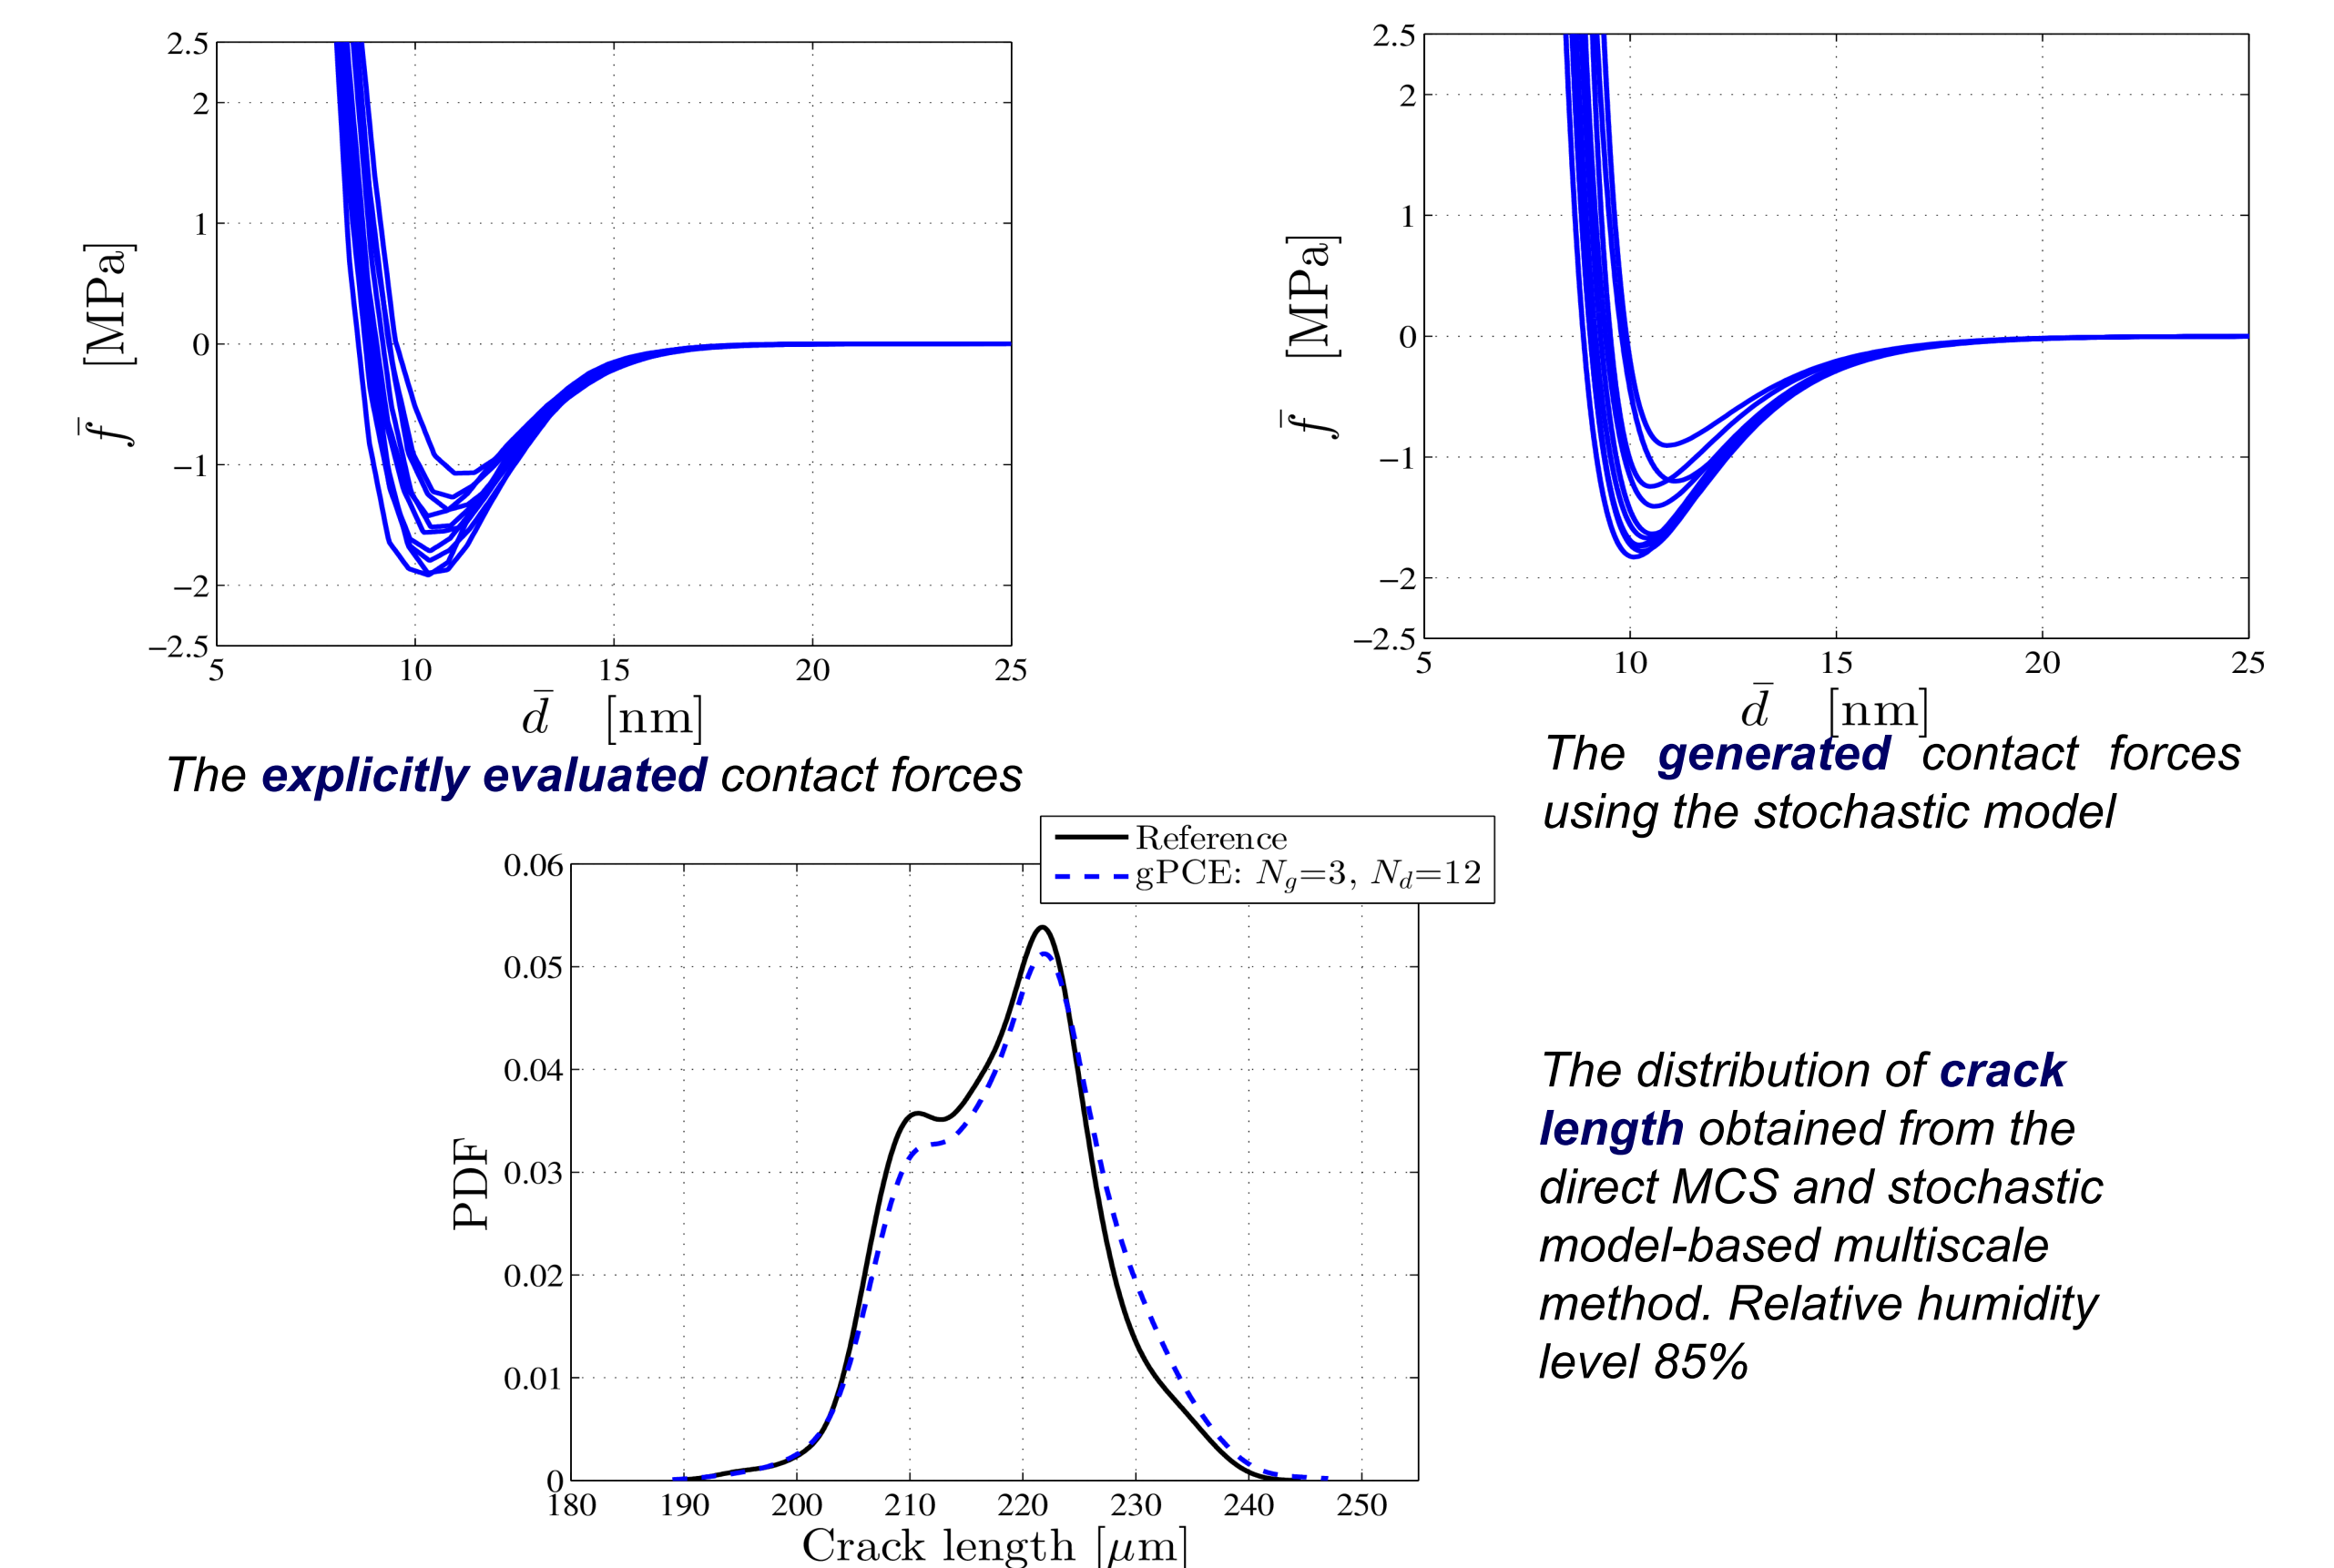 2.5
2
1
0
−1
−2
−2.5
5 10 15 20 25
f̄ [MPa]
d̄ [nm]
The explicitly evaluated contact forces
2.5
2
1
0
−1
−2
−2.5
5 10 15 20 25
f̄ [MPa]
d̄ [nm]
The generated contact forces
using the stochastic model
Reference
gPCE: N_g=3, N_d=12
0.06
0.05
0.04
0.03
0.02
0.01
0
PDF
180 190 200 210 220 230 240 250
Crack length [μm]
The distribution of crack
length obtained from the
direct MCS and stochastic
model-based multiscale
method. Relative humidity
level 85%